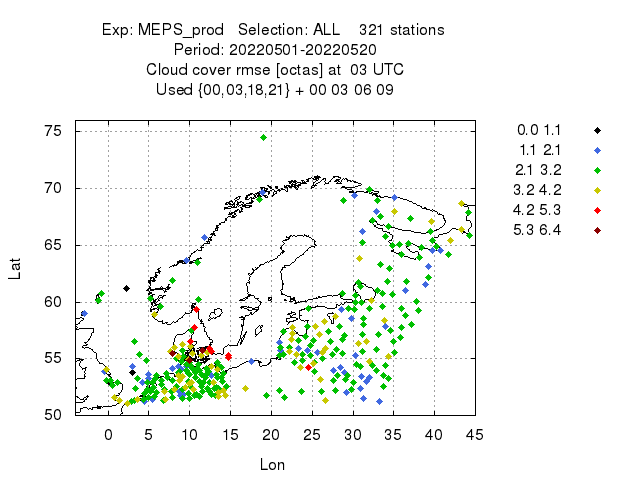 Exp: MEPS_prod   Selection: ALL    321 stations
Period: 20220501-20220520
Cloud cover rmse [octas] at  03 UTC
Used {00,03,18,21} + 00 03 06 09
75
70
65
60
55
50
Lat
0 5 10 15 20 25 30 35 40 45
Lon
0.0 1.1
1.1 2.1
2.1 3.2
3.2 4.2
4.2 5.3
5.3 6.4